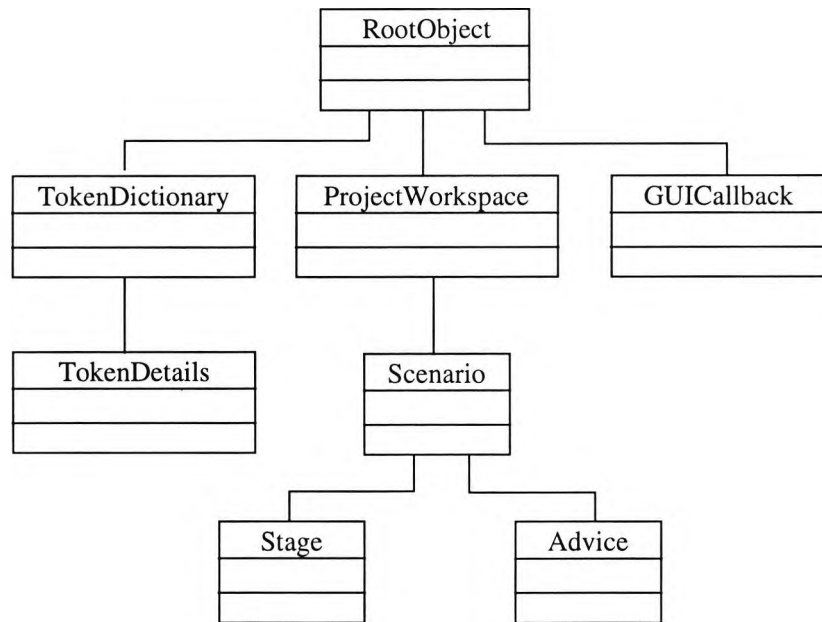 RootObject
TokenDictionary
ProjectWorkspace
GUICallback
TokenDetails
Scenario
Stage
Advice